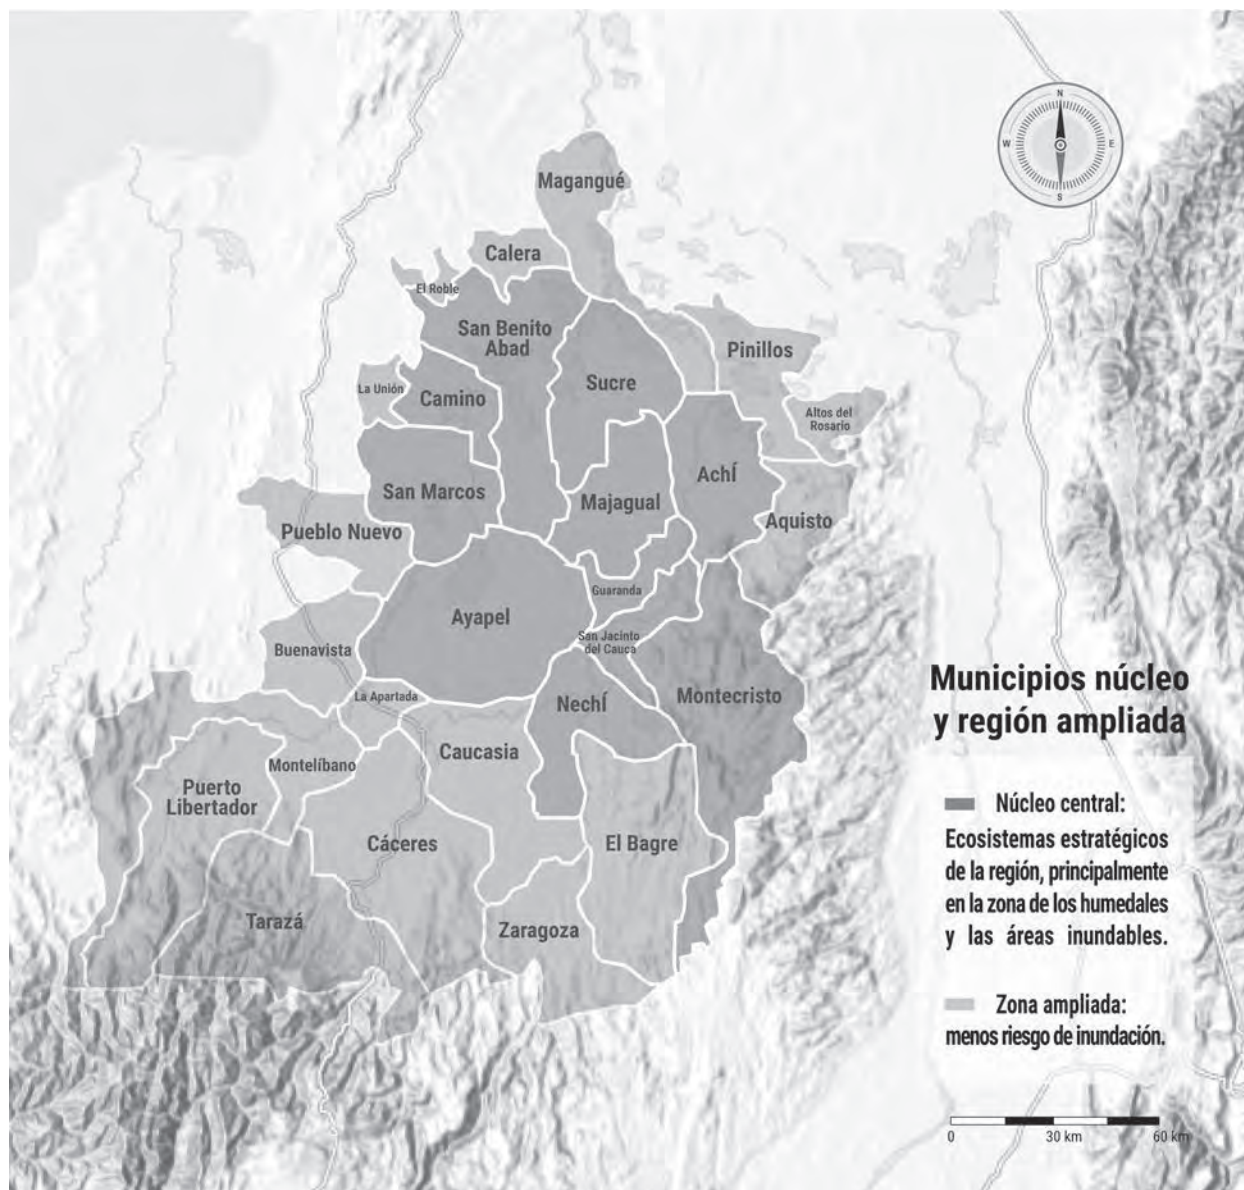 N
W
E
S
Magangué
Calera
El Roble
San Benito
Abad
Sucre
Pinillos
La Unión
Camino
Altos del
Rosario
San Marcos
Majagual
AchÍ
Aquisto
Pueblo Nuevo
Ayapel
Guaranda
San Jacinto
del Cauca
Buenavista
La Apartada
NechÍ
Montecristo
Caucasia
Montelíbano
Puerto
Libertador
Cáceres
El Bagre
Tarazá
Zaragoza
Municipios núcleo
y región ampliada
Núcleo central:
Ecosistemas estratégicos
de la región, principalmente
en la zona de los humedales
y las áreas inundables.
Zona ampliada:
menos riesgo de inundación.
0 30 km 60 km